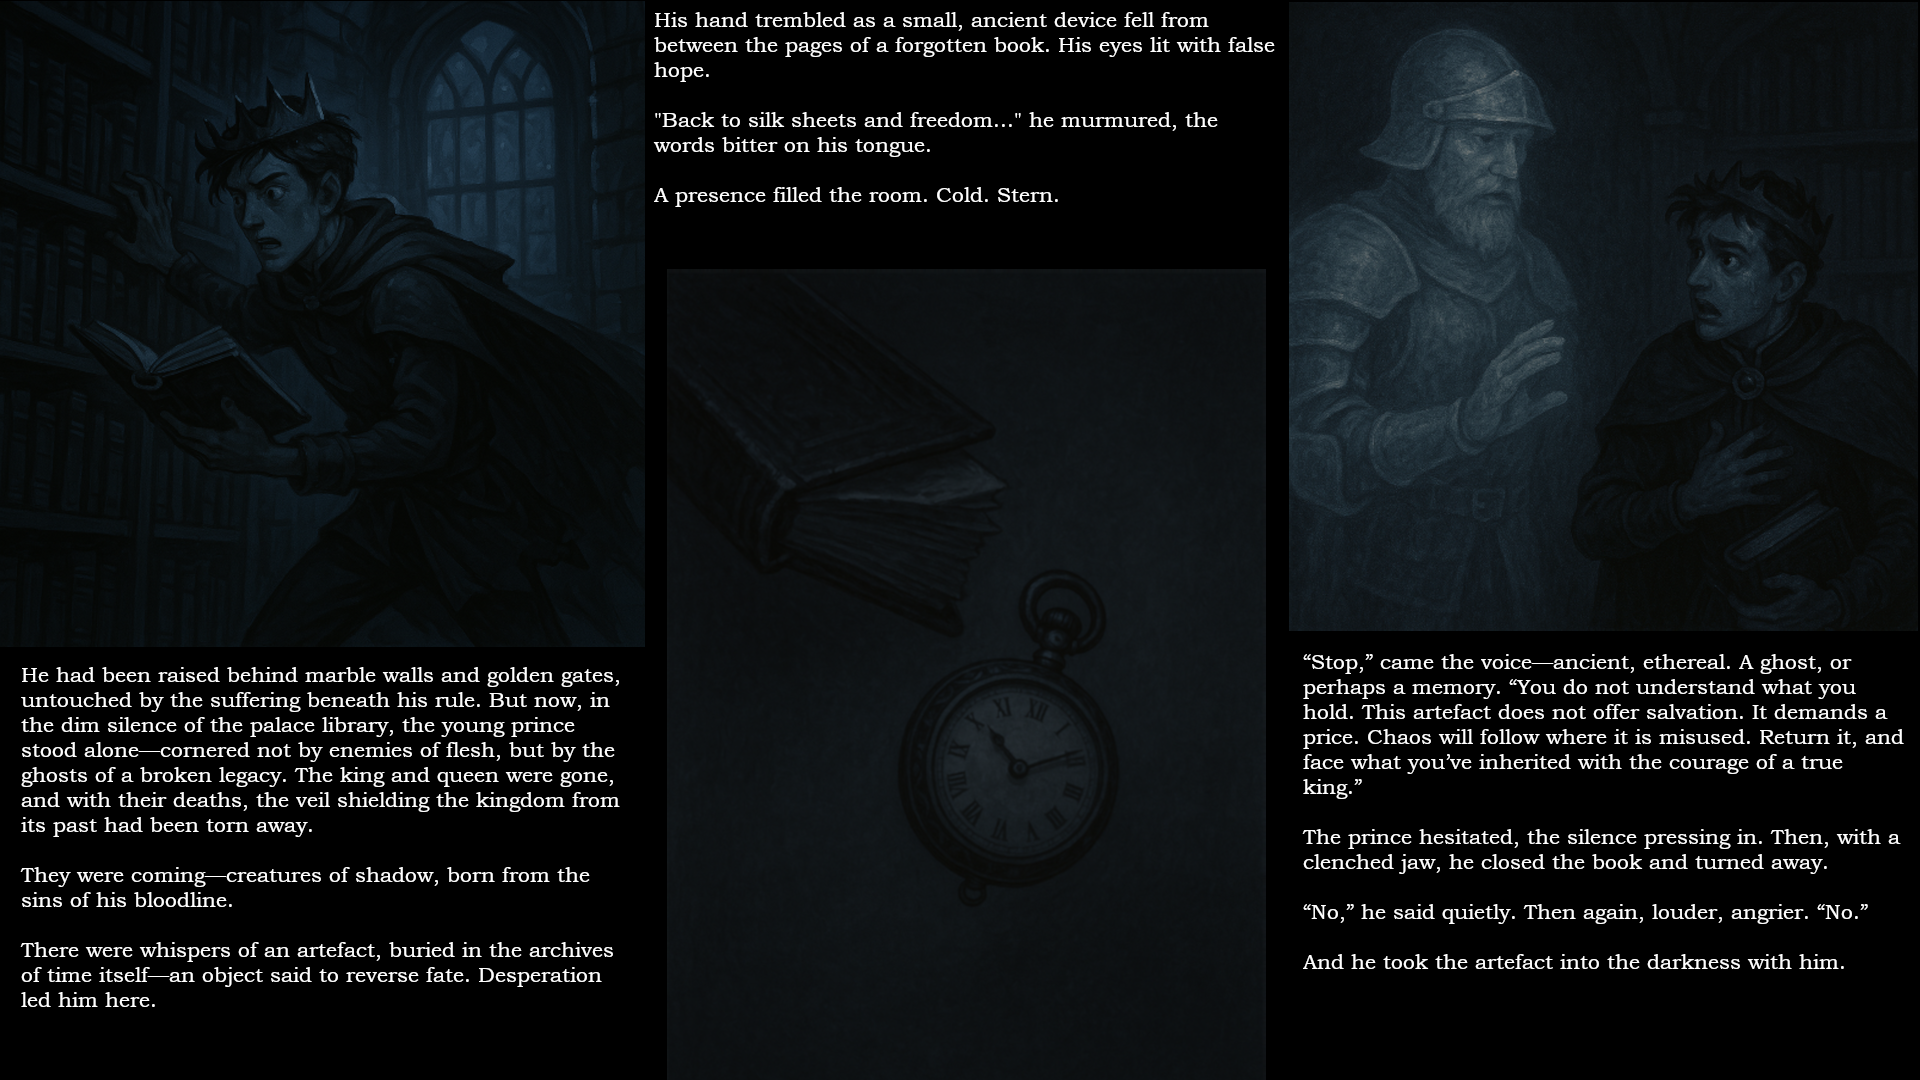 He had been raised behind marble walls and golden gates,
untouched by the suffering beneath his rule. But now, in
the dim silence of the palace library, the young prince
stood alone—cornered not by enemies of flesh, but by the
ghosts of a broken legacy. The king and queen were gone,
and with their deaths, the veil shielding the kingdom from
its past had been torn away.
They were coming—creatures of shadow, born from the
sins of his bloodline.
There were whispers of an artefact, buried in the archives
of time itself—an object said to reverse fate. Desperation
led him here.
His hand trembled as a small, ancient device fell from
between the pages of a forgotten book. His eyes lit with false
hope.
"Back to silk sheets and freedom..." he murmured, the
words bitter on his tongue.
A presence filled the room. Cold. Stern.
XII
I
III
V
VI
VII
VIII
IX
X
XI
“Stop,” came the voice—ancient, ethereal. A ghost, or
perhaps a memory. “You do not understand what you
hold. This artefact does not offer salvation. It demands a
price. Chaos will follow where it is misused. Return it, and
face what you’ve inherited with the courage of a true
king.”
The prince hesitated, the silence pressing in. Then, with a
clenched jaw, he closed the book and turned away.
“No,” he said quietly. Then again, louder, angrier. “No.”
And he took the artefact into the darkness with him.